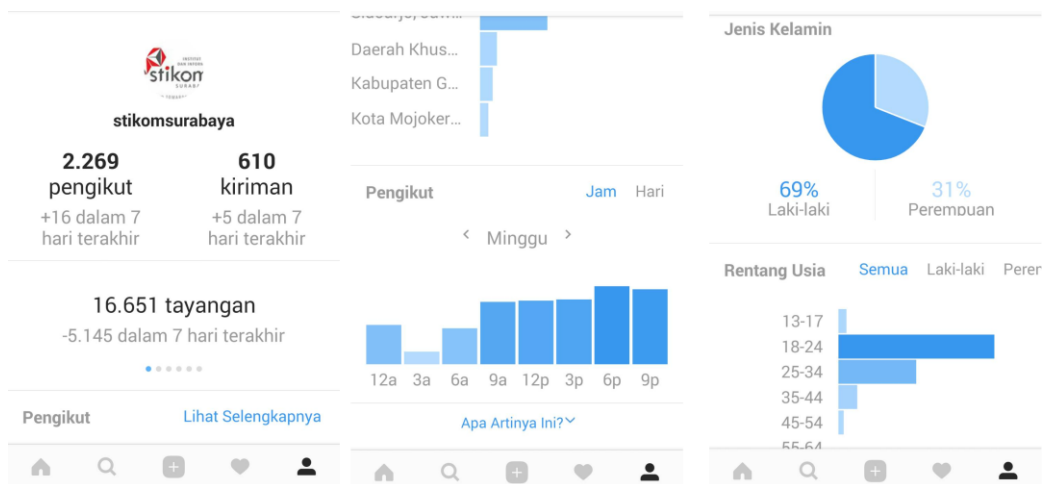 stikom
SURABAYA
stikomsurabaya
2.269
pengikut
+16 dalam 7
hari terakhir
610
kiriman
+5 dalam 7
hari terakhir
16.651 tayangan
-5.145 dalam 7 hari terakhir
Pengikut Lihat Selengkapnya
Daerah Khus...
Kabupaten G...
Kota Mojoker...
Pengikut Jam Hari
< Minggu >
12a 3a 6a 9a 12p 3p 6p 9p
Apa Artinya Ini?
Jenis Kelamin
69%
Laki-laki
31%
Perempuan
Rentang Usia Semua Laki-laki Perem
13-17
18-24
25-34
35-44
45-54
55-64